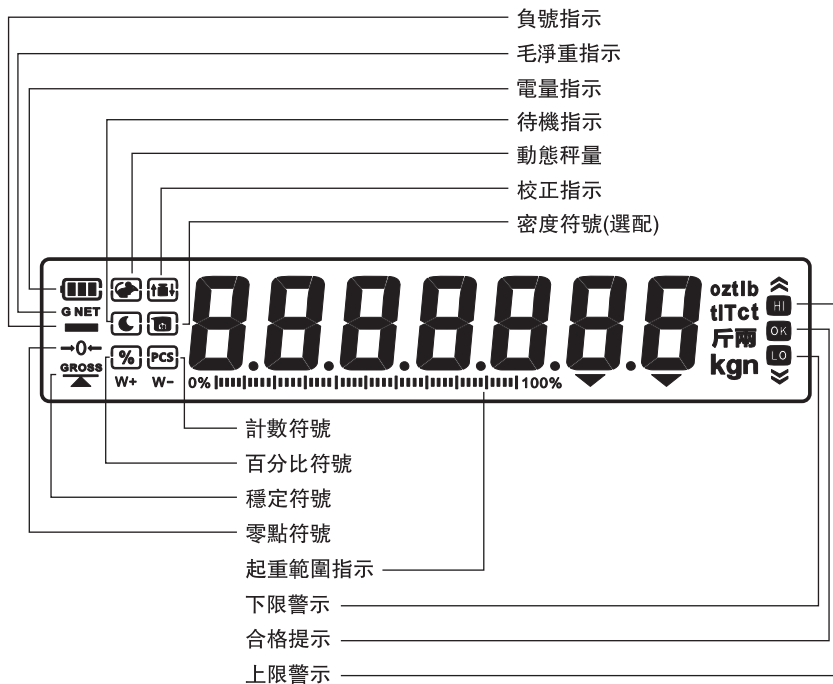 負號指示
毛淨重指示
電量指示
待機指示
動態秤量
校正指示
密度符號(選配)
G NET
→0←
GROSS
%
PCS
W+ W-
8.8.8.8.8.8.8
0% 100%
oztlb
tlTct
斤兩
kgn
HI
OK
LO
計數符號
百分比符號
穩定符號
零點符號
起重範圍指示
下限警示
合格提示
上限警示